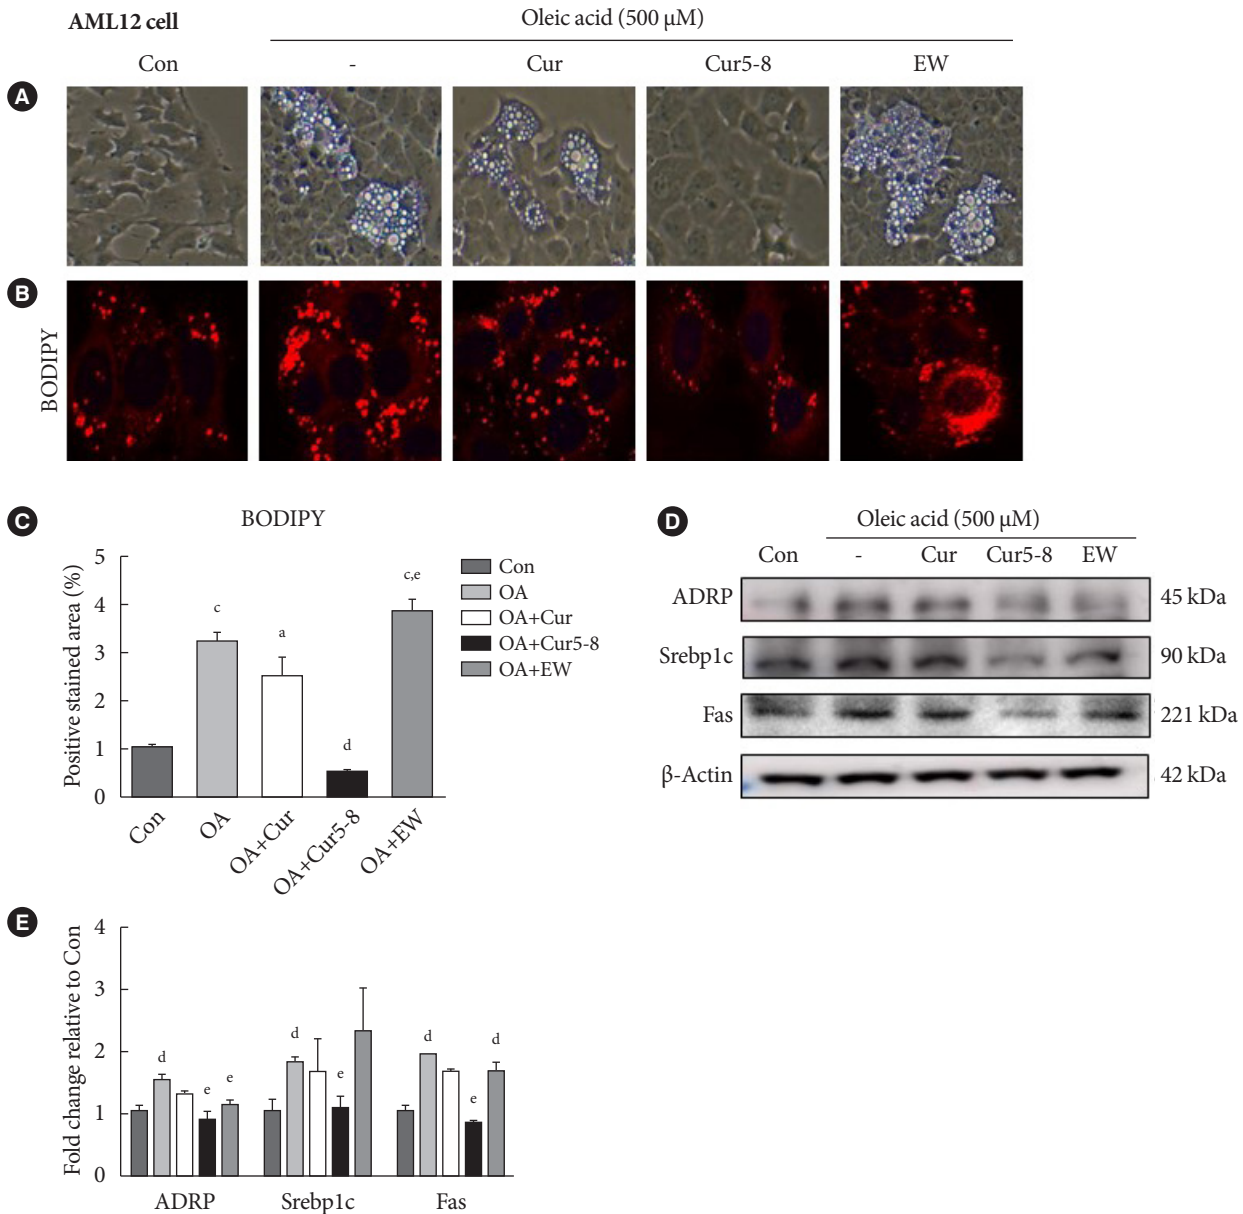 AML12 cell
Oleic acid (500 μM)
Con - Cur Cur5-8 EW
A
B
BODIPY
C
BODIPY
Positive stained area (%)
5
4
3
2
1
0
c
a
d
c,e
Con
OA
OA+Cur
OA+Cur5-8
OA+EW
Con
OA
OA+Cur
OA+Cur5-8
OA+EW
D
Oleic acid (500 μM)
Con - Cur Cur5-8 EW
ADRP 45 kDa
Srebp1c 90 kDa
Fas 221 kDa
β-Actin 42 kDa
E
Fold change relative to Con
4
3
2
1
0
d e e
d e
d e d
ADRP Srebp1c Fas